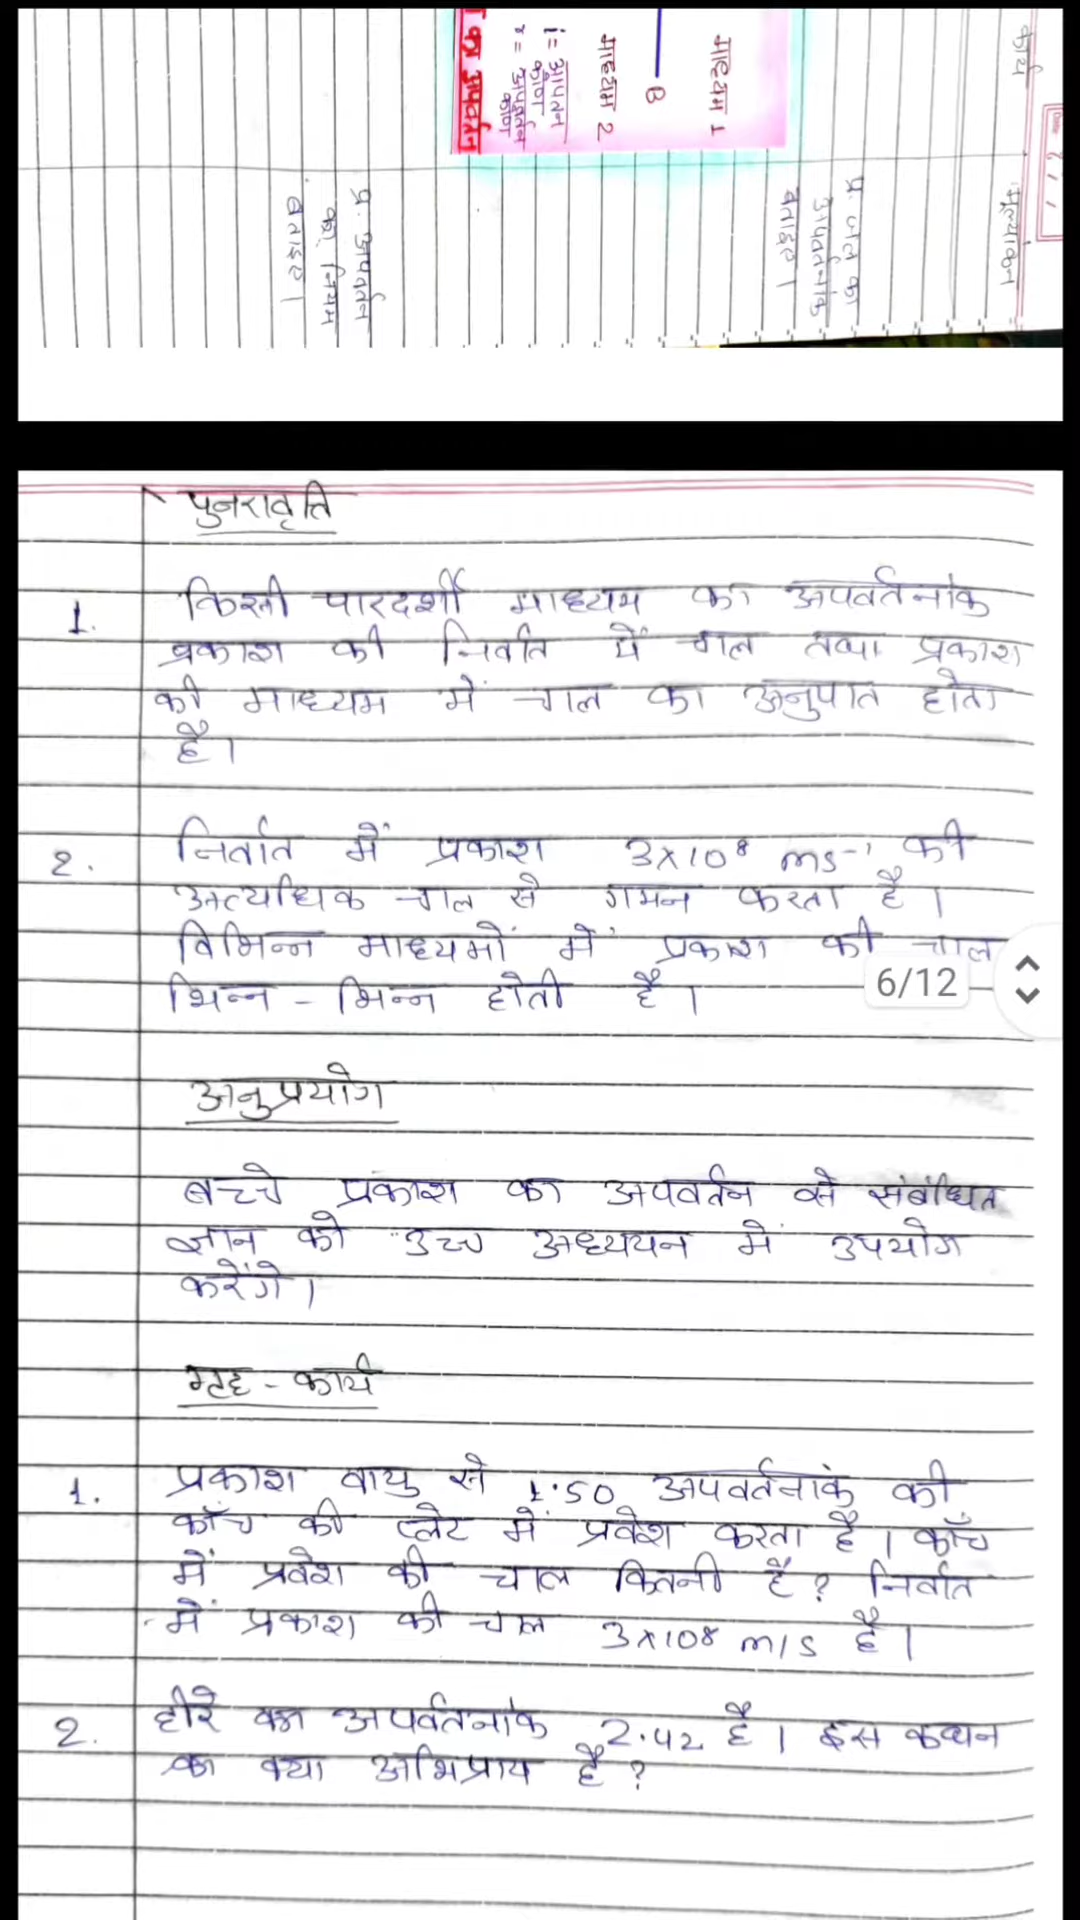 कार्य
मूल्यांकन
माध्यम 1
B
माध्यम 2
i = आपतन
कोण
r = अपवर्तन
कोण
का अपवर्तन
प्र. जल का
अपवर्तनांक
बताइए।
प्र. अपवर्तन
का नियम
बताइए।
पुनरावृति
1. किसी पारदर्शी माध्यम का अपवर्तनांक
प्रकाश की निर्वात में चाल तथा प्रकाश
की माध्यम में चाल का अनुपात होता
है।
2. निर्वात में प्रकाश 3×10⁸ ms⁻¹ की
अत्यधिक चाल से गमन करता है।
विभिन्न माध्यमों में प्रकाश की चाल
भिन्न - भिन्न होती है।
6/12
अनुप्रयोग
बच्चे प्रकाश का अपवर्तन से संबंधित
ज्ञान को उच्च अध्ययन में उपयोग
करेंगे।
गृह - कार्य
1. प्रकाश वायु से 1.50 अपवर्तनांक की
काँच की प्लेट में प्रवेश करता है। काँच
में प्रवेश की चाल कितनी है? निर्वात
में प्रकाश की चाल 3×10⁸ m/s है।
2. हीरे का अपर्वतनांक 2.42 है। इस कथन
का क्या अभिप्राय है?